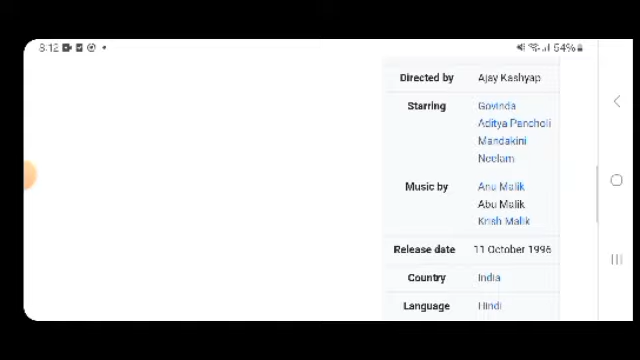 8:12
54%
Directed by Ajay Kashyap
Starring Govinda
Aditya Pancholi
Mandakini
Neelam
Music by Anu Malik
Abu Malik
Krish Malik
Release date 11 October 1996
Country India
Language Hindi